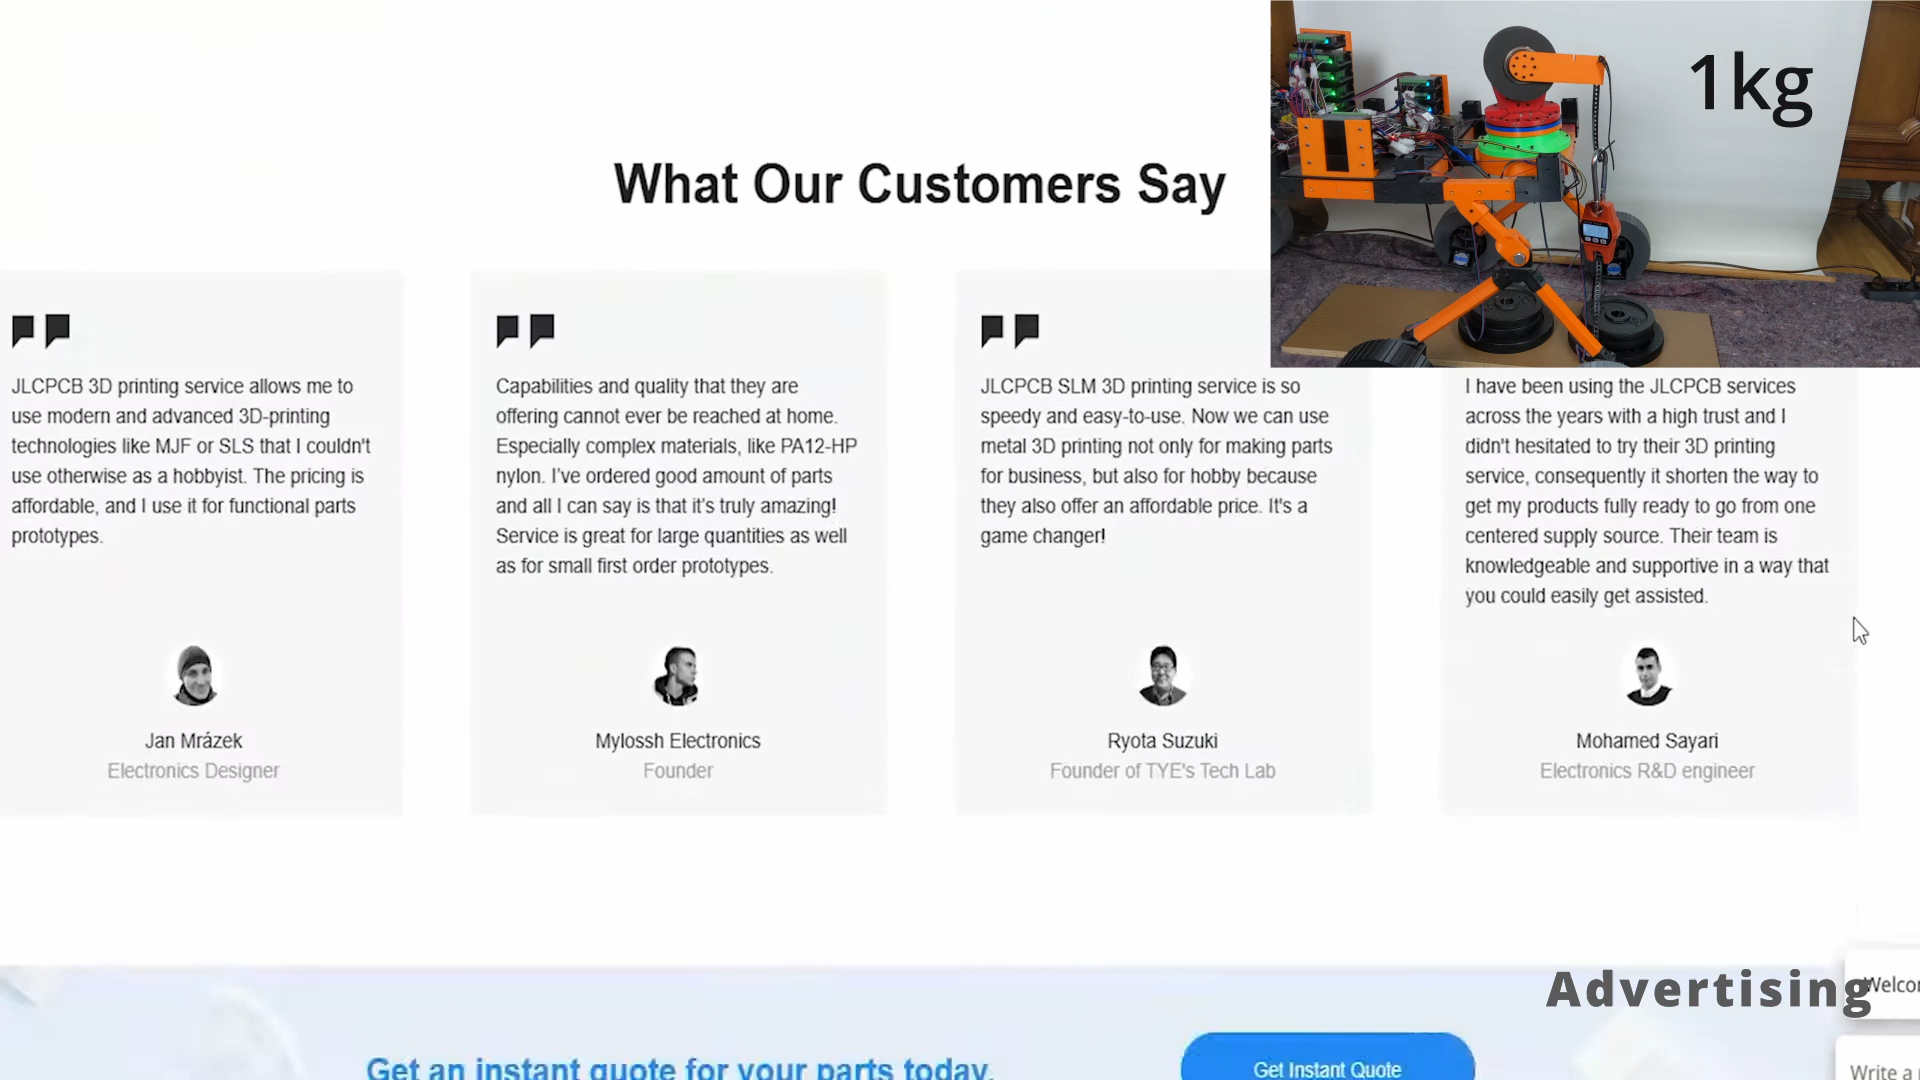 1kg
What Our Customers Say
JLCPCB 3D printing service allows me to
use modern and advanced 3D-printing
technologies like MJF or SLS that I couldn't
use otherwise as a hobbyist. The pricing is
affordable, and I use it for functional parts
prototypes.
Jan Mrázek
Electronics Designer
Capabilities and quality that they are
offering cannot ever be reached at home.
Especially complex materials, like PA12-HP
nylon. I've ordered good amount of parts
and all I can say is that it's truly amazing!
Service is great for large quantities as well
as for small first order prototypes.
Mylossh Electronics
Founder
JLCPCB SLM 3D printing service is so
speedy and easy-to-use. Now we can use
metal 3D printing not only for making parts
for business, but also for hobby because
they also offer an affordable price. It's a
game changer!
Ryota Suzuki
Founder of TYE's Tech Lab
I have been using the JLCPCB services
across the years with a high trust and I
didn't hesitated to try their 3D printing
service, consequently it shorten the way to
get my products fully ready to go from one
centered supply source. Their team is
knowledgeable and supportive in a way that
you could easily get assisted.
Mohamed Sayari
Electronics R&D engineer
Advertising
Get an instant quote for your parts today.
Get Instant Quote
Write a